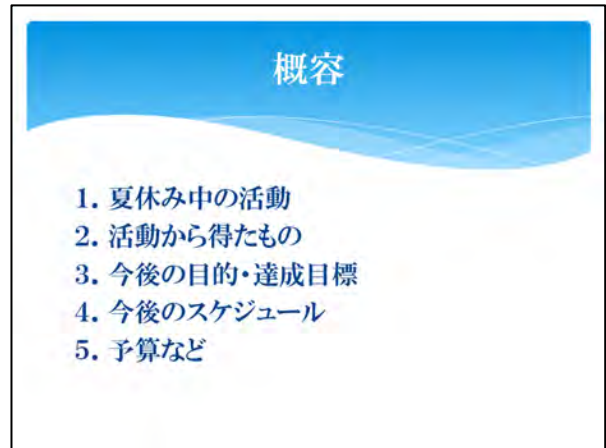 概容
1. 夏休み中の活動
2. 活動から得たもの
3. 今後の目的・達成目標
4. 今後のスケジュール
5. 予算など